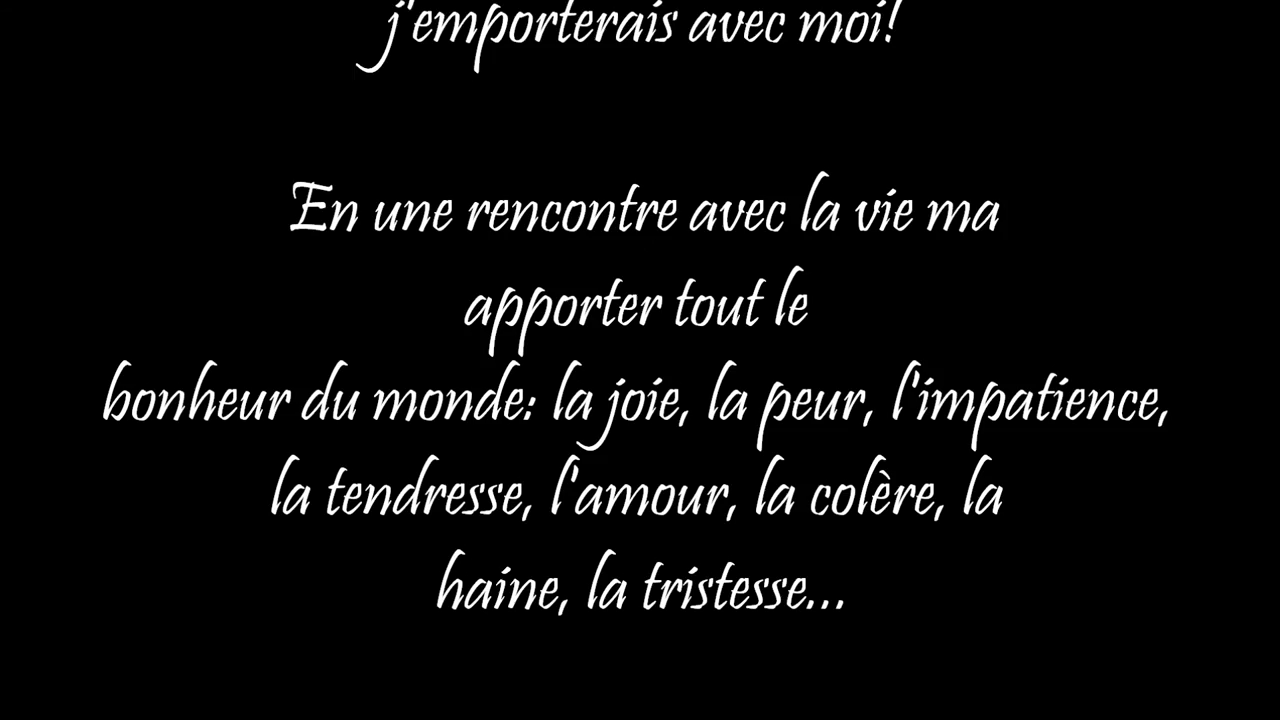 j'emporterais avec moi!
En une rencontre avec la vie ma
apporter tout le
bonheur du monde: la joie, la peur, l'impatience,
la tendresse, l'amour, la colère, la
haine, la tristesse...